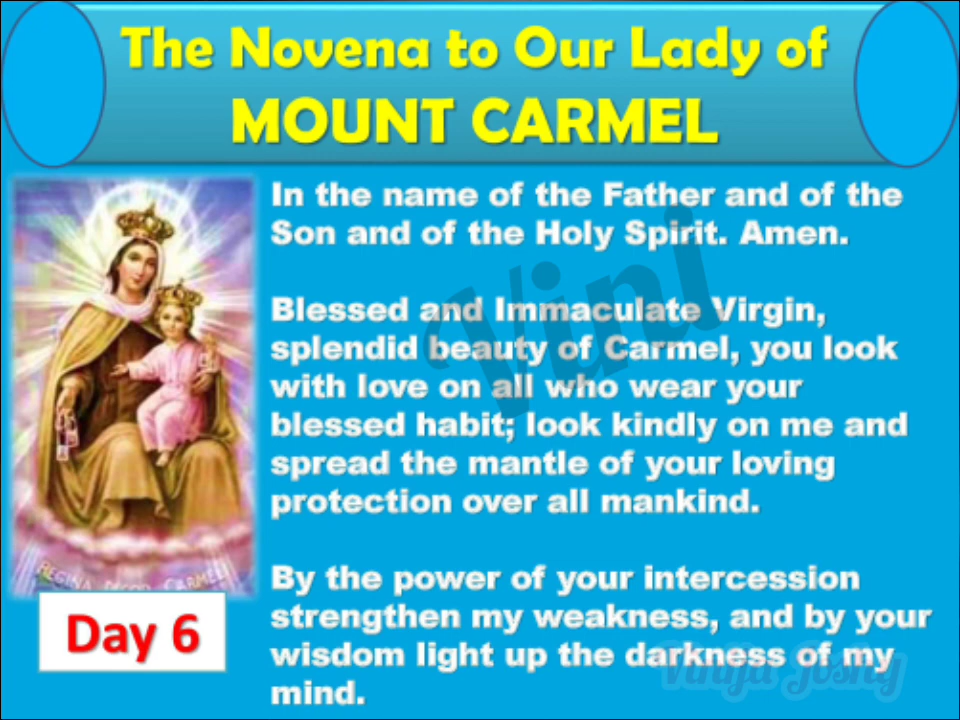 The Novena to Our Lady of
MOUNT CARMEL
In the name of the Father and of the
Son and of the Holy Spirit. Amen.
Blessed and Immaculate Virgin,
splendid beauty of Carmel, you look
with love on all who wear your
blessed habit; look kindly on me and
spread the mantle of your loving
protection over all mankind.
By the power of your intercession
strengthen my weakness, and by your
wisdom light up the darkness of my
mind.
REGINA DECOR CARMEL
Day 6
Vini